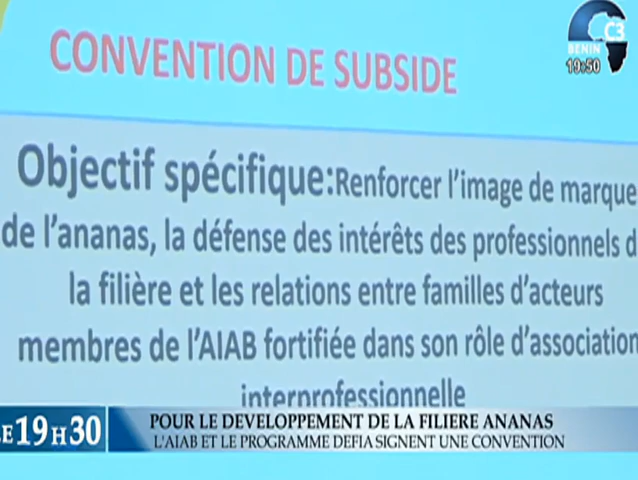 CONVENTION DE SUBSIDE
C3
BENIN
19:50
Objectif spécifique:Renforcer l'image de marque
de l'ananas, la défense des intérêts des professionnels d
la filière et les relations entre familles d'acteurs
membres de l'AIAB fortifiée dans son rôle d'association
interprofessionnelle
LE 19H30
POUR LE DEVELOPPEMENT DE LA FILIERE ANANAS
L'AIAB ET LE PROGRAMME DEFIA SIGNENT UNE CONVENTION